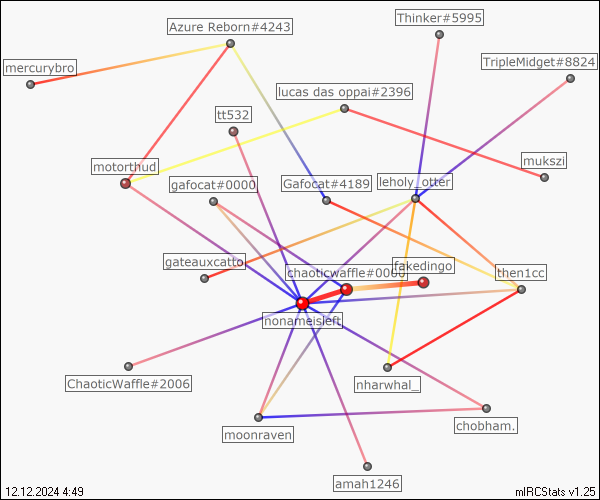 Thinker#5995
Azure Reborn#4243
TripleMidget#8824
mercurybro
lucas das oppai#2396
tt532
mukszi
motorthud
gafocat#0000
Gafocat#4189
leholy_otter
gateauxcatto
chaoticwaffle#0000
fakedingo
then1cc
nonameisleft
ChaoticWaffle#2006
nharwhal_
moonraven
chobham.
amah1246
12.12.2024 4:49
mIRCStats v1.25